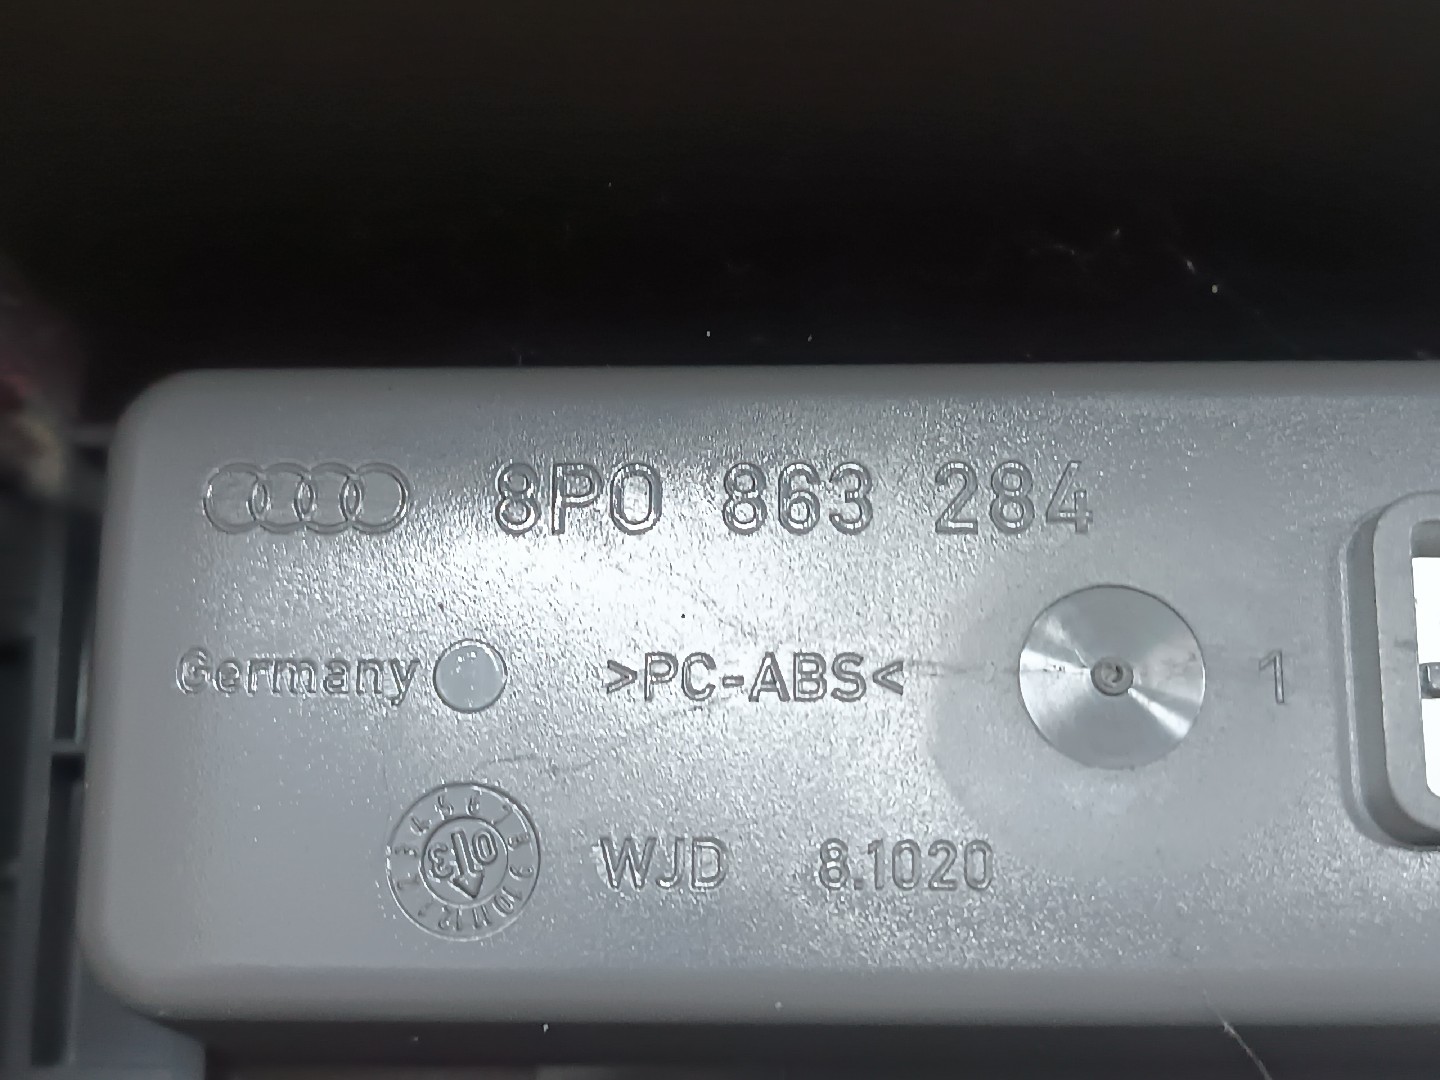 8P0 863 284
Germany >PC-ABS< 1
WJD 8.1020